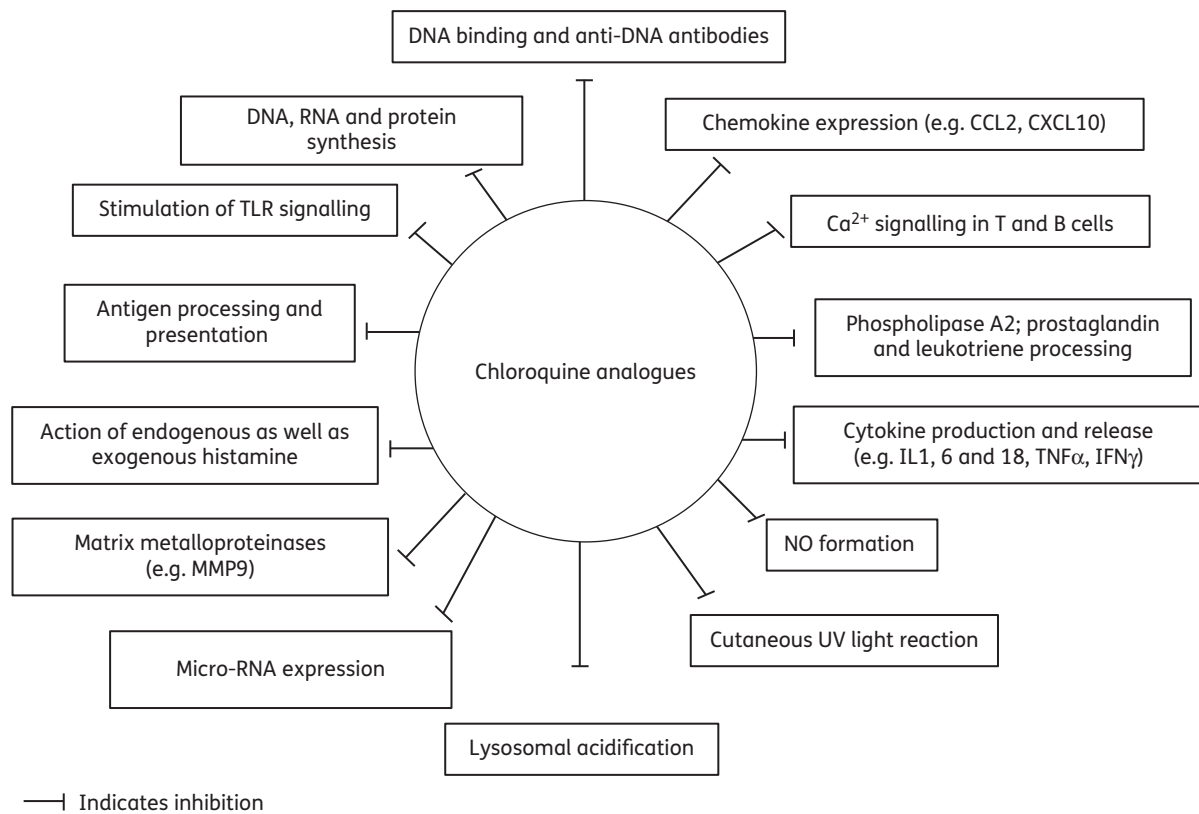 DNA binding and anti-DNA antibodies
DNA, RNA and protein
synthesis
Chemokine expression (e.g. CCL2, CXCL10)
Stimulation of TLR signalling
Ca²⁺ signalling in T and B cells
Antigen processing and
presentation
Phospholipase A2; prostaglandin
and leukotriene processing
Chloroquine analogues
Action of endogenous as well as
exogenous histamine
Cytokine production and release
(e.g. IL1, 6 and 18, TNFα, IFNγ)
Matrix metalloproteinases
(e.g. MMP9)
NO formation
Micro-RNA expression
Cutaneous UV light reaction
Lysosomal acidification
Indicates inhibition